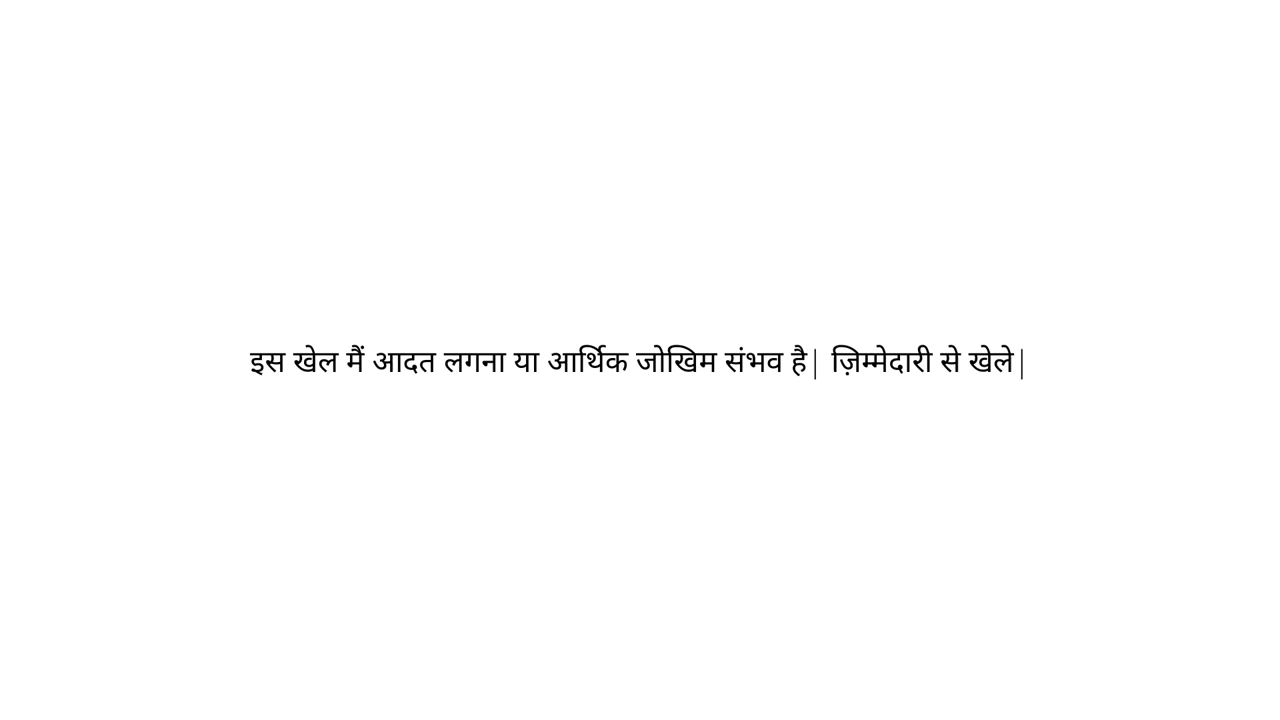 इस खेल मैं आदत लगना या आर्थिक जोखिम संभव है| ज़िम्मेदारी से खेले|